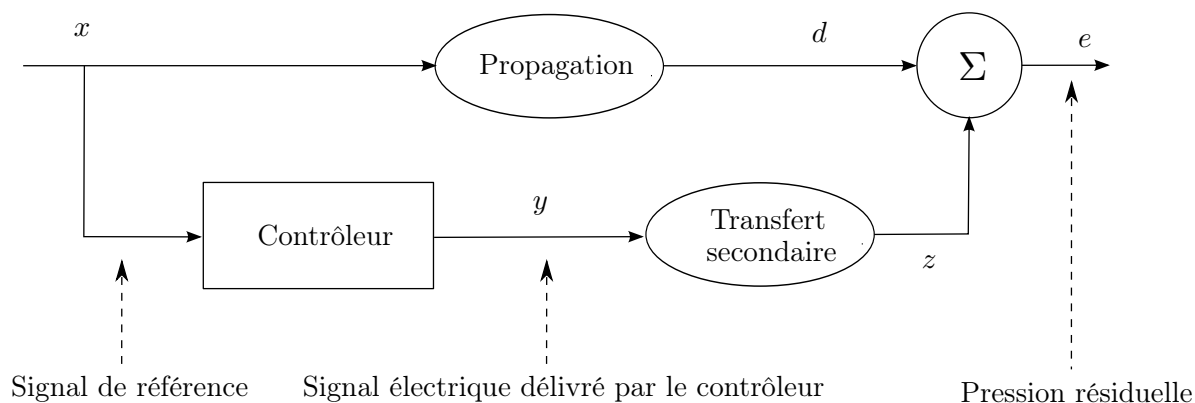 x
d
e
Propagation
Σ
y
Contrôleur
Transfert
secondaire
z
Signal de référence
Signal électrique délivré par le contrôleur
Pression résiduelle